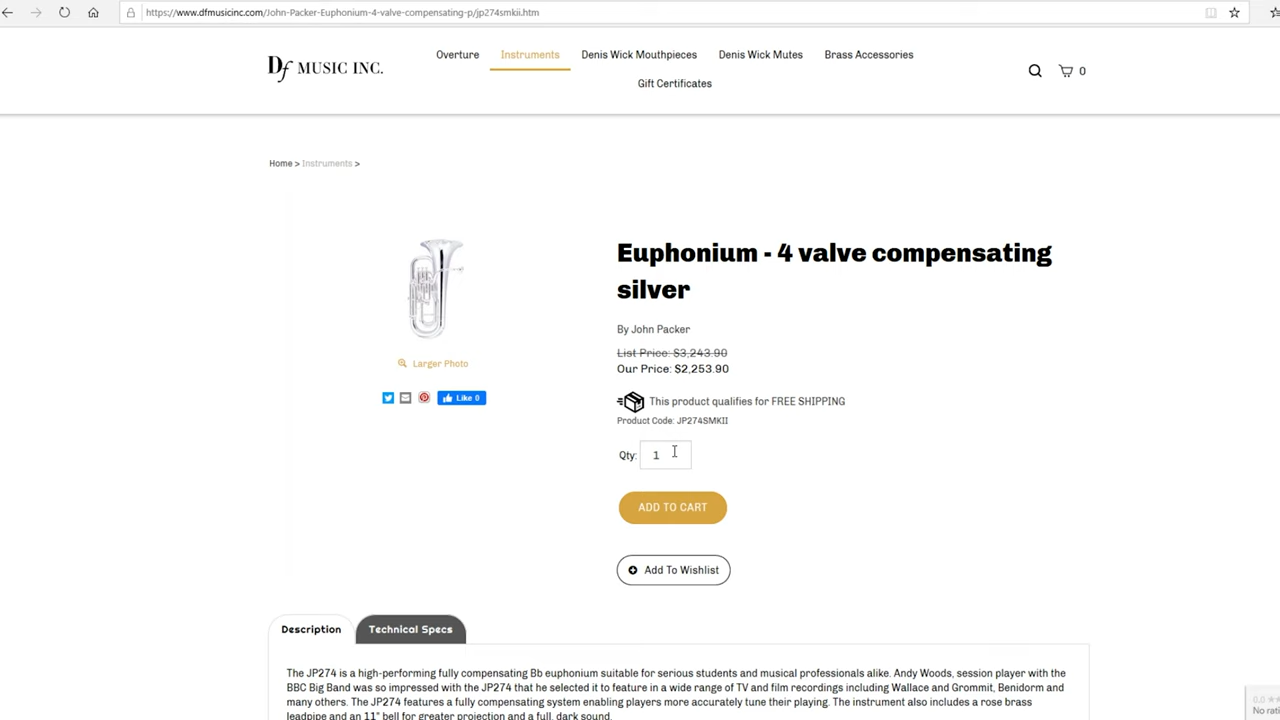 https://www.dfmusicinc.com/John-Packer-Euphonium-4-valve-compensating-p/jp274smkii.htm
Overture Instruments Denis Wick Mouthpieces Denis Wick Mutes Brass Accessories
Df MUSIC INC.
0
Gift Certificates
Home > Instruments >
Euphonium - 4 valve compensating
silver
By John Packer
List Price: $3,243.90
Our Price: $2,253.90
Larger Photo
Like 0
This product qualifies for FREE SHIPPING
Product Code: JP274SMKII
Qty: 1
ADD TO CART
Add To Wishlist
Description Technical Specs
The JP274 is a high-performing fully compensating Bb euphonium suitable for serious students and musical professionals alike. Andy Woods, session player with the
BBC Big Band was so impressed with the JP274 that he selected it to feature in a wide range of TV and film recordings including Wallace and Grommit, Benidorm and
many others. The JP274 features a fully compensating system enabling players more accurately tune their playing. The instrument also includes a rose brass
leadpipe and an 11" bell for greater projection and a full, dark sound.
0.0
No rati